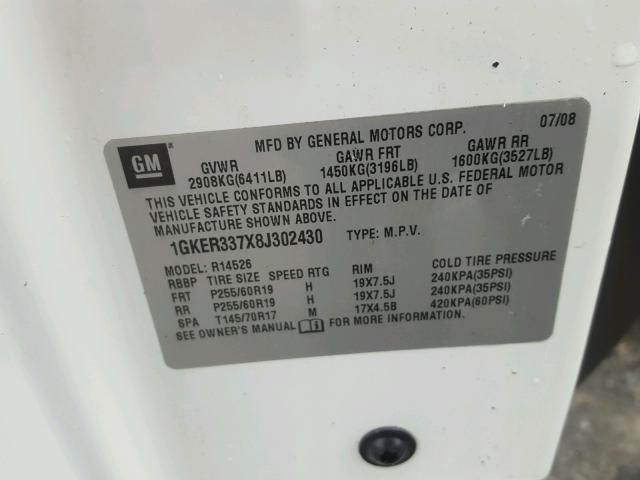 07/08
MFD BY GENERAL MOTORS CORP.
GM ®
GVWR GAWR FRT GAWR RR
2908KG(6411LB) 1450KG(3196LB) 1600KG(3527LB)
THIS VEHICLE CONFORMS TO ALL APPLICABLE U.S. FEDERAL MOTOR
VEHICLE SAFETY STANDARDS IN EFFECT ON THE DATE OF
MANUFACTURE SHOWN ABOVE.
1GKER337X8J302430 TYPE: M.P.V.
MODEL: R14526
RBBP TIRE SIZE SPEED RTG RIM COLD TIRE PRESSURE
FRT P255/60R19 H 19X7.5J 240KPA(35PSI)
RR P255/60R19 H 19X7.5J 240KPA(35PSI)
SPA T145/70R17 M 17X4.5B 420KPA(60PSI)
SEE OWNER'S MANUAL FOR MORE INFORMATION.